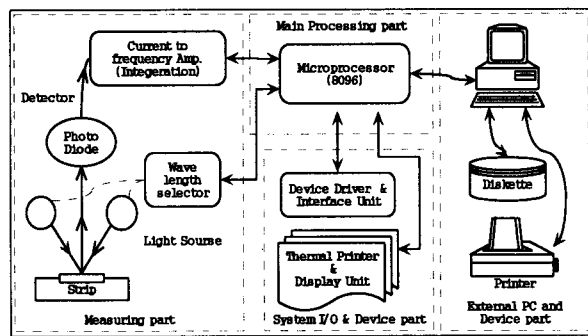 Current to
frequency Amp.
(Integeration)
Detector
Photo
Diode
Wave
length
selector
Light Sourse
Strip
Measuring part
Main Processing part
Microprocessor
(8096)
Device Driver &
Interface Unit
Thermal Printer
&
Display Unit
System I/O & Device part
Diskette
Printer
External PC and
Device part